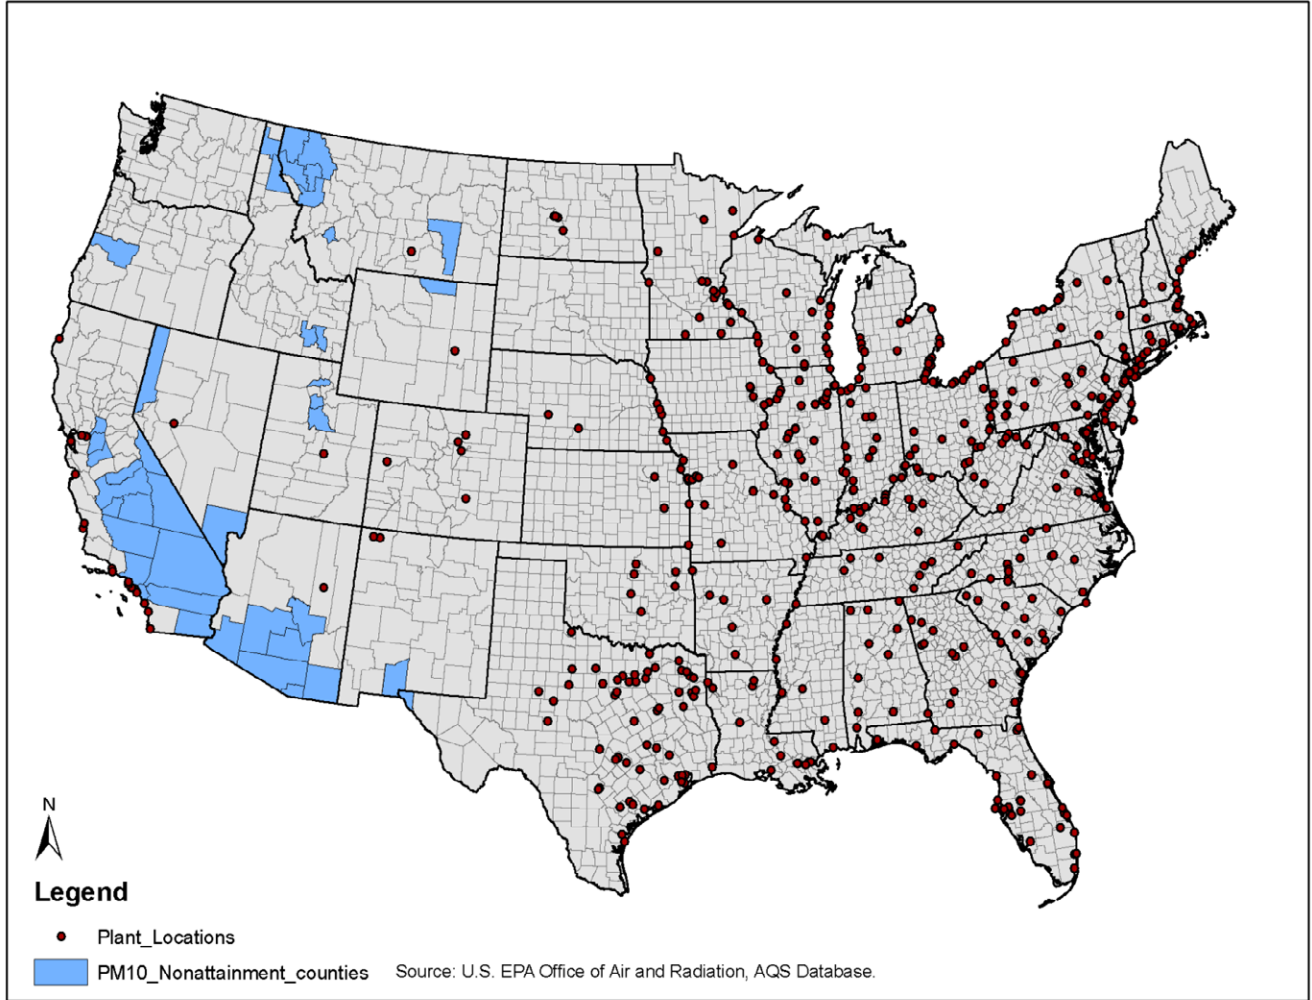 N
Legend
Plant_Locations
PM10_Nonattainment_counties
Source: U.S. EPA Office of Air and Radiation, AQS Database.